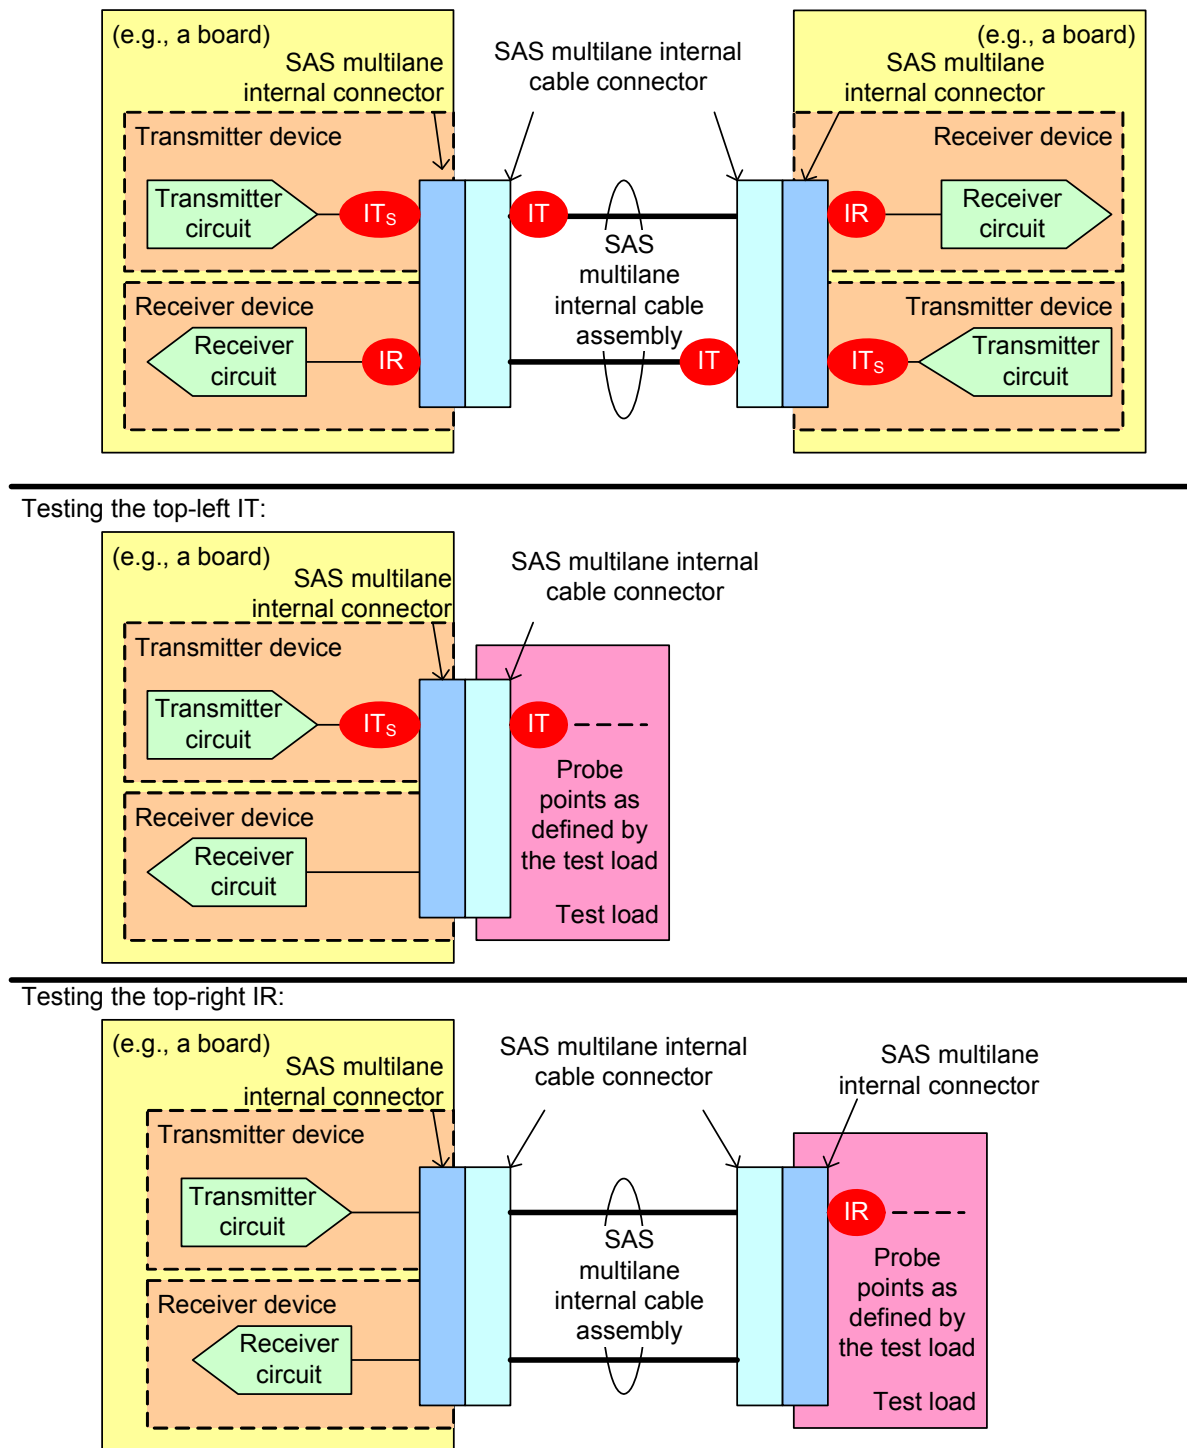 (e.g., a board)
SAS multilane
internal connector
SAS multilane internal
cable connector
(e.g., a board)
SAS multilane
internal connector
Transmitter device
Transmitter
circuit
ITS
IT
Receiver device
IR
Receiver
circuit
SAS
multilane
internal cable
assembly
Receiver device
Receiver
circuit
IR
IT
Transmitter device
ITS
Transmitter
circuit
Testing the top-left IT:
(e.g., a board)
SAS multilane
internal connector
SAS multilane internal
cable connector
Transmitter device
Transmitter
circuit
ITS
IT
Probe
points as
defined by
the test load
Test load
Receiver device
Receiver
circuit
Testing the top-right IR:
(e.g., a board)
SAS multilane
internal connector
SAS multilane internal
cable connector
SAS multilane
internal connector
Transmitter device
Transmitter
circuit
IR
SAS
multilane
internal cable
assembly
Probe
points as
defined by
the test load
Test load
Receiver device
Receiver
circuit